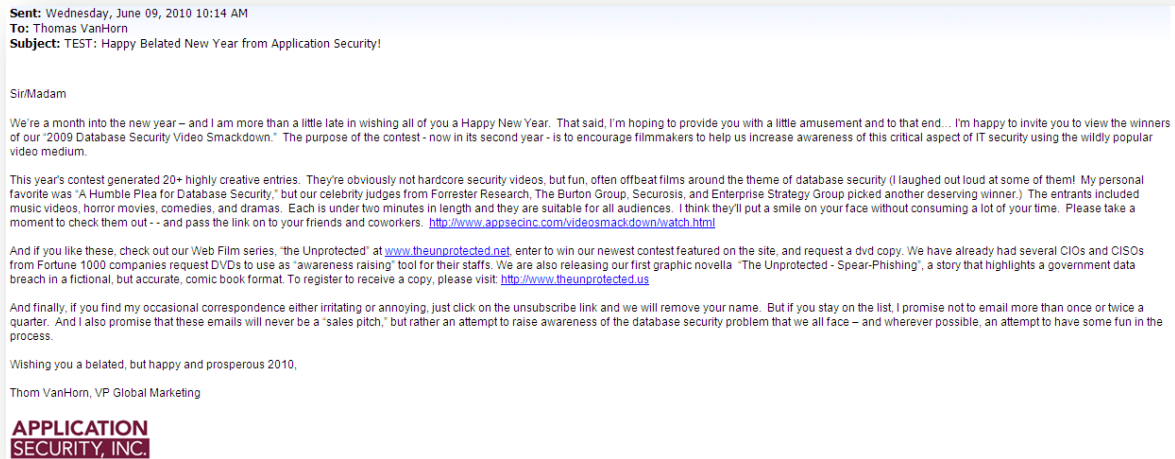 Sent: Wednesday, June 09, 2010 10:14 AM
To: Thomas VanHorn
Subject: TEST: Happy Belated New Year from Application Security!
Sir/Madam
We're a month into the new year – and I am more than a little late in wishing all of you a Happy New Year. That said, I'm hoping to provide you with a little amusement and to that end… I'm happy to invite you to view the winners
of our "2009 Database Security Video Smackdown." The purpose of the contest - now in its second year - is to encourage filmmakers to help us increase awareness of this critical aspect of IT security using the wildly popular
video medium.
This year's contest generated 20+ highly creative entries. They're obviously not hardcore security videos, but fun, often offbeat films around the theme of database security (I laughed out loud at some of them! My personal
favorite was "A Humble Plea for Database Security," but our celebrity judges from Forrester Research, The Burton Group, Securosis, and Enterprise Strategy Group picked another deserving winner.) The entrants included
music videos, horror movies, comedies, and dramas. Each is under two minutes in length and they are suitable for all audiences. I think they'll put a smile on your face without consuming a lot of your time. Please take a
moment to check them out - - and pass the link on to your friends and coworkers. http://www.appsecinc.com/videosmackdown/watch.html
And if you like these, check out our Web Film series, "the Unprotected" at www.theunprotected.net, enter to win our newest contest featured on the site, and request a dvd copy. We have already had several CIOs and CISOs
from Fortune 1000 companies request DVDs to use as "awareness raising" tool for their staffs. We are also releasing our first graphic novella "The Unprotected - Spear-Phishing", a story that highlights a government data
breach in a fictional, but accurate, comic book format. To register to receive a copy, please visit: http://www.theunprotected.us
And finally, if you find my occasional correspondence either irritating or annoying, just click on the unsubscribe link and we will remove your name. But if you stay on the list, I promise not to email more than once or twice a
quarter. And I also promise that these emails will never be a "sales pitch," but rather an attempt to raise awareness of the database security problem that we all face – and wherever possible, an attempt to have some fun in the
process.
Wishing you a belated, but happy and prosperous 2010,
Thom VanHorn, VP Global Marketing
APPLICATION
SECURITY, INC.